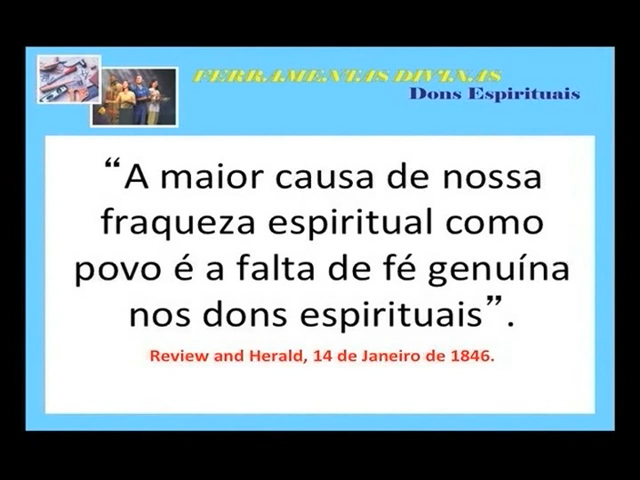 FERRAMENTAS DIVINAS
Dons Espirituais
“A maior causa de nossa
fraqueza espiritual como
povo é a falta de fé genuína
nos dons espirituais”.
Review and Herald, 14 de Janeiro de 1846.